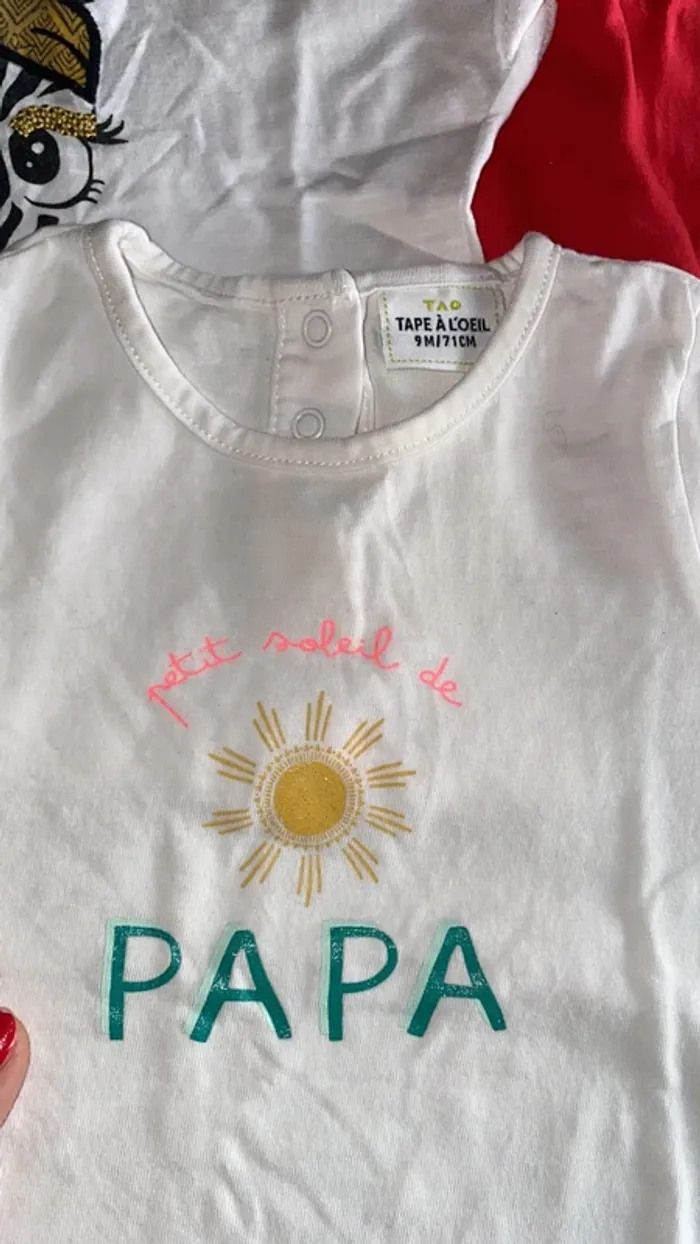 TAO
TAPE À L'OEIL
9M/71CM
petit soleil de
PAPA